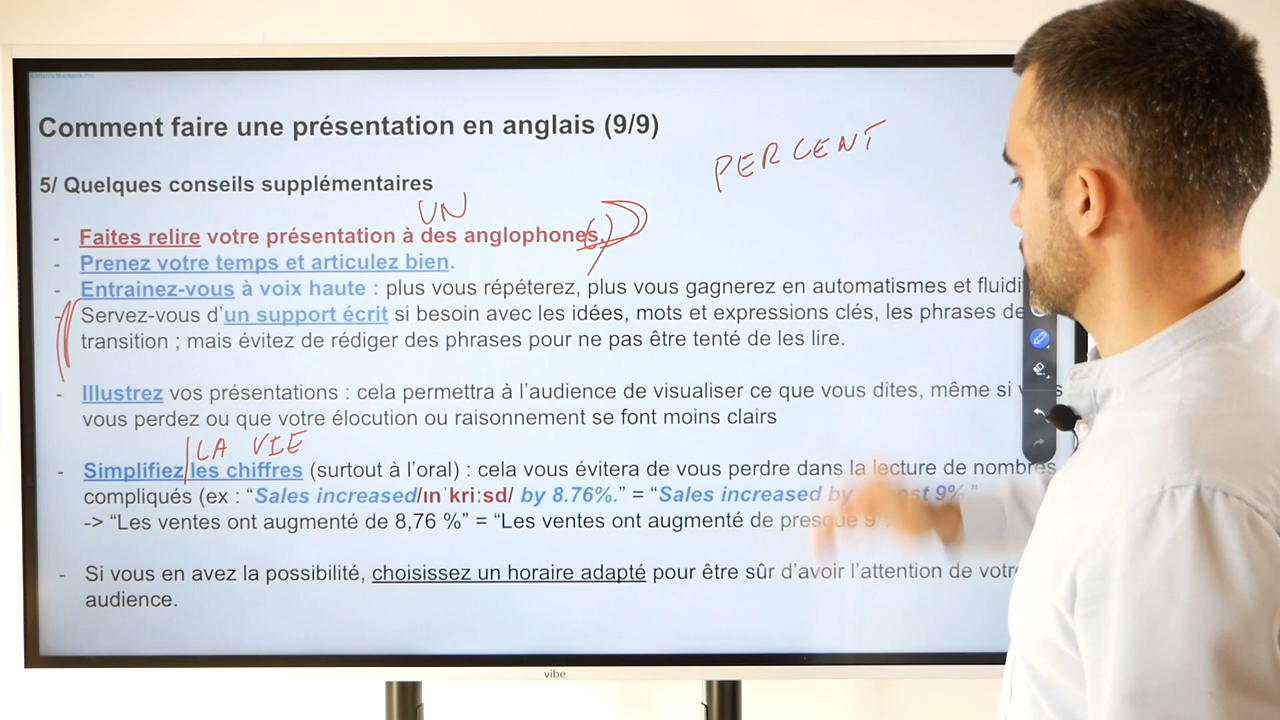 Adrien's MacBook Pro
Comment faire une présentation en anglais (9/9)
PERCENT
5/ Quelques conseils supplémentaires
UN
- Faites relire votre présentation à des anglophones.
- Prenez votre temps et articulez bien.
- Entrainez-vous à voix haute : plus vous répéterez, plus vous gagnerez en automatismes et
- Servez-vous d'un support écrit si besoin avec les idées, mots et expressions clés, les phrases de
transition ; mais évitez de rédiger des phrases pour ne pas être tenté de les lire.
- Illustrez vos présentations : cela permettra à l'audience de visualiser ce que vous dites, même si
vous perdez ou que votre élocution ou raisonnement se font moins clairs
LA VIE
- Simplifiez les chiffres (surtout à l'oral) : cela vous évitera de vous perdre dans la lecture de nombres
compliqués (ex : “Sales increased/ɪnˈkriːsd/ by 8.76%.” = “Sales increased by 9%.”
-> “Les ventes ont augmenté de 8,76 %” = “Les ventes ont augmenté de presque 9
- Si vous en avez la possibilité, choisissez un horaire adapté pour être sûr d'avoir l'attention de
audience.
vibe